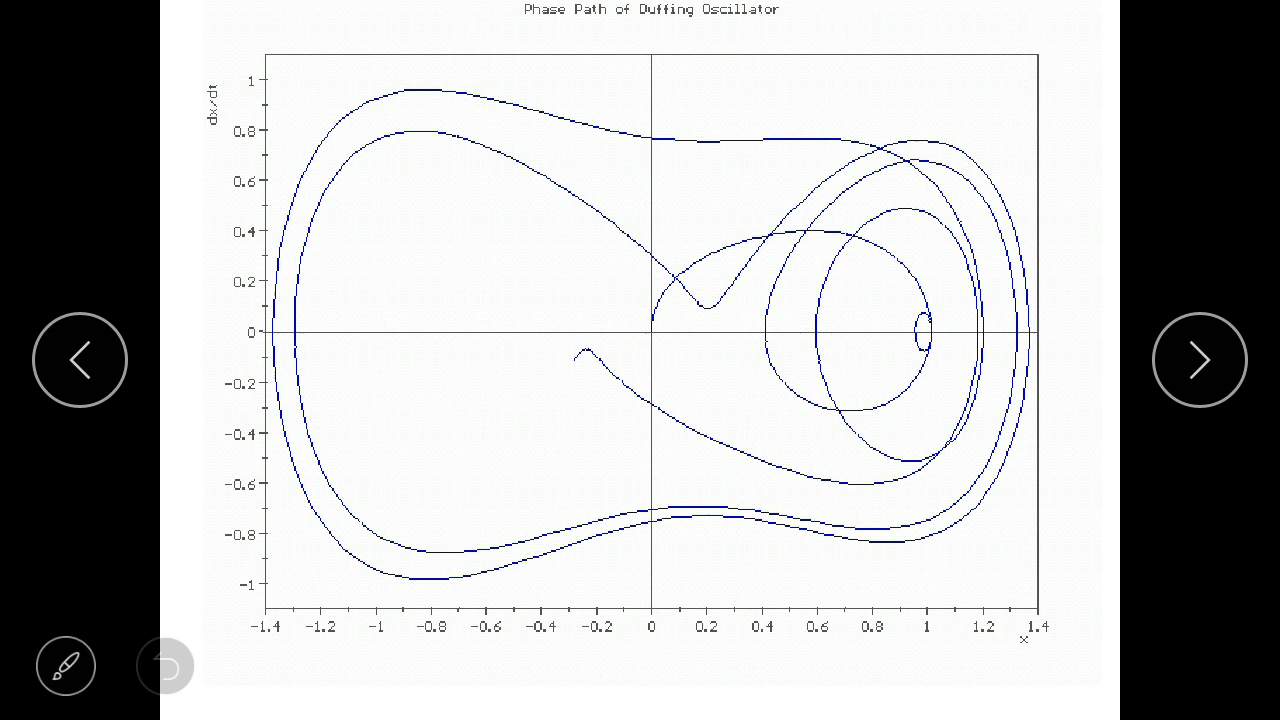 Phase Path of Duffing Oscillator
dx/dt
1
0.8
0.6
0.4
0.2
0
-0.2
-0.4
-0.6
-0.8
-1
-1.4 -1.2 -1 -0.8 -0.6 -0.4 -0.2 0 0.2 0.4 0.6 0.8 1 1.2 1.4
x